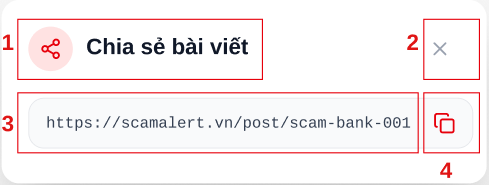 1 Chia sẻ bài viết 2
3 https://scamalert.vn/post/scam-bank-001
4